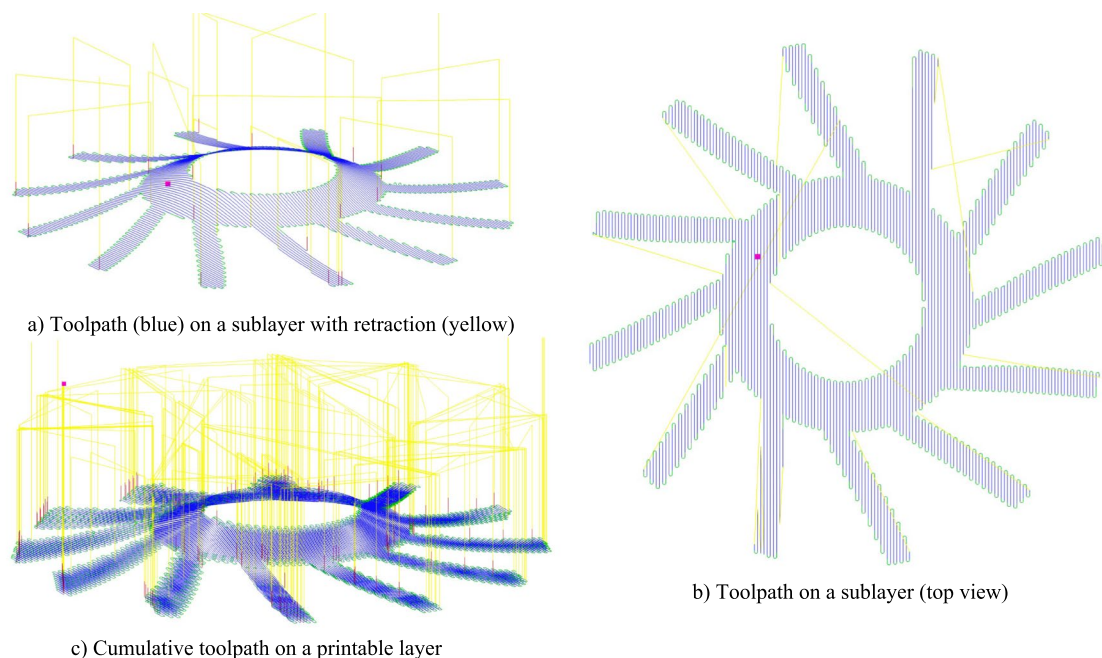 a) Toolpath (blue) on a sublayer with retraction (yellow)
b) Toolpath on a sublayer (top view)
c) Cumulative toolpath on a printable layer